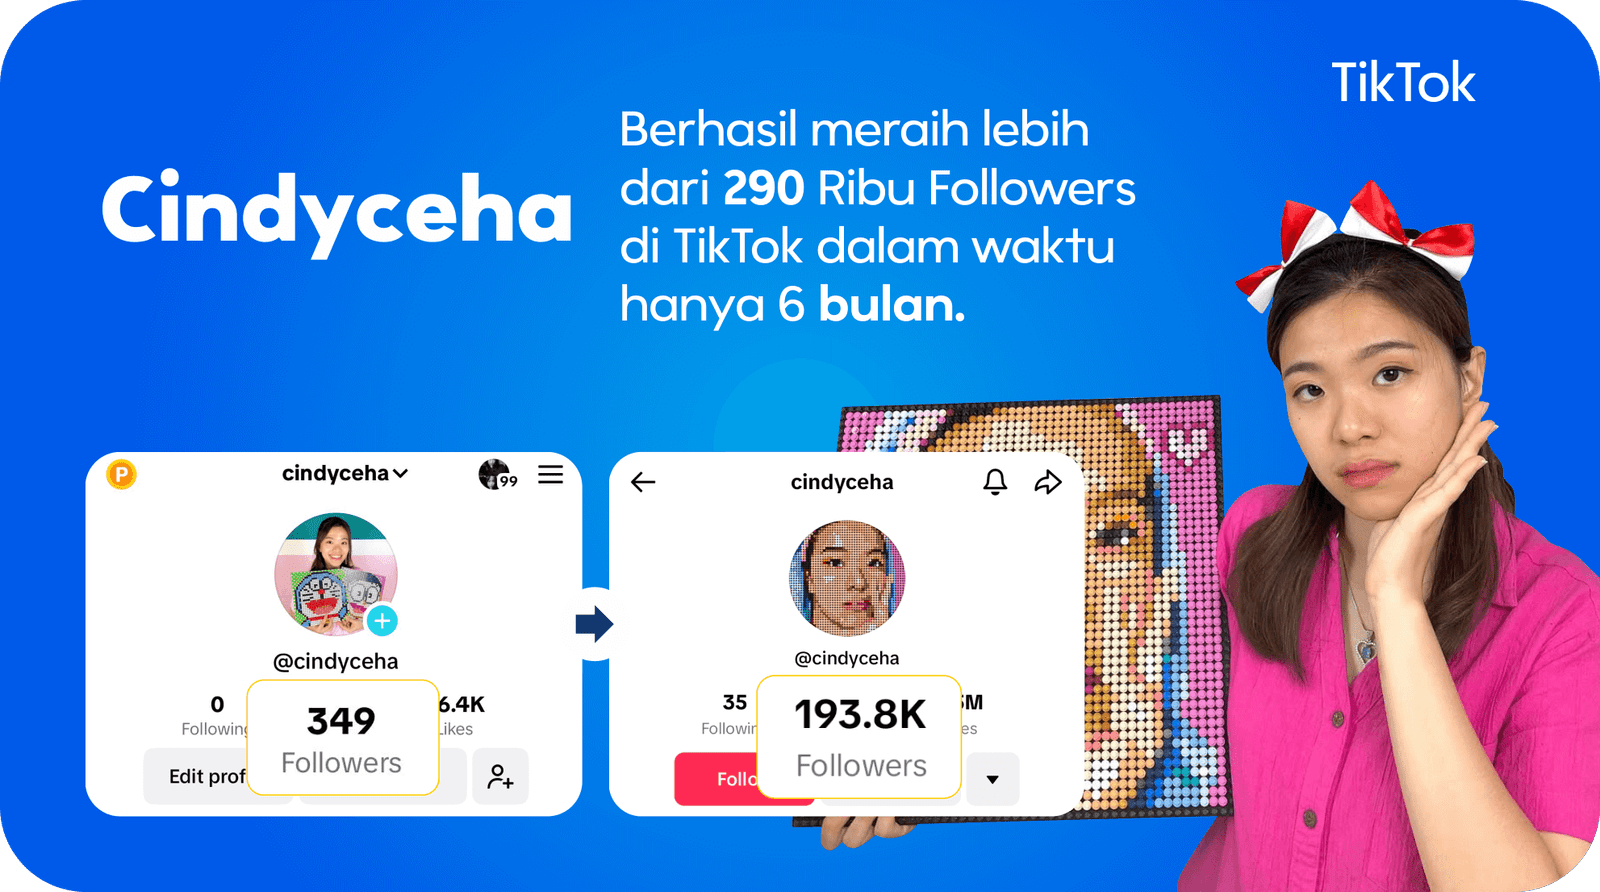 TikTok
Cindyceha
Berhasil meraih lebih
dari 290 Ribu Followers
di TikTok dalam waktu
hanya 6 bulan.
P
cindyceha
99
@cindyceha
0
Following
349
Followers
6.4K
Likes
Edit prof
cindyceha
@cindyceha
35
Followin
193.8K
Followers
M
es
Follo